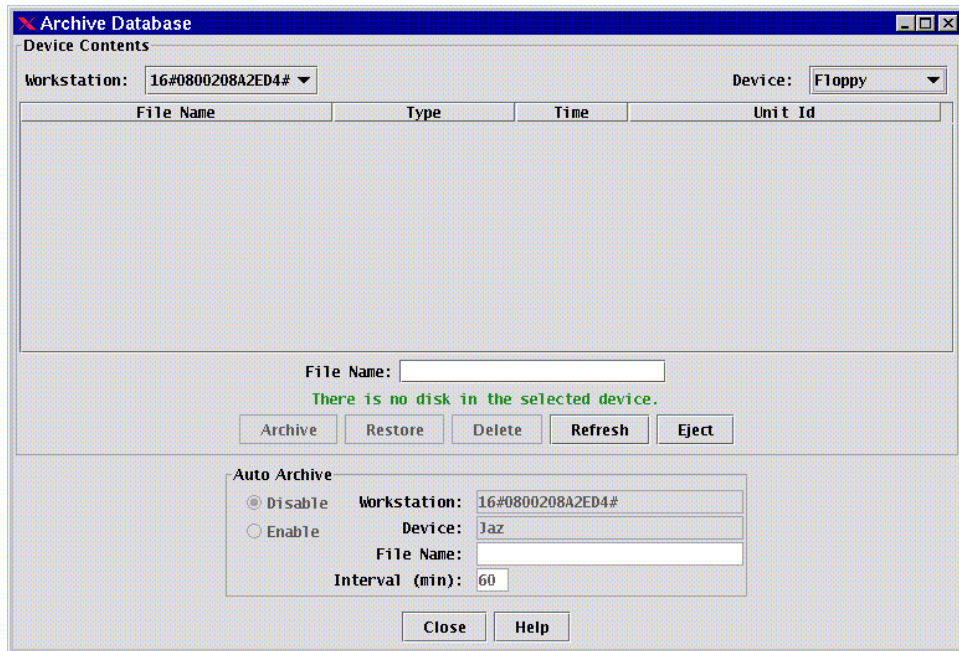 Archive Database
Device Contents
Workstation: 16#0800208A2ED4# Device: Floppy
File Name Type Time Unit Id
File Name:
There is no disk in the selected device.
Archive Restore Delete Refresh Eject
Auto Archive
Disable Workstation: 16#0800208A2ED4#
Enable Device: Jaz
File Name:
Interval (min): 60
Close Help